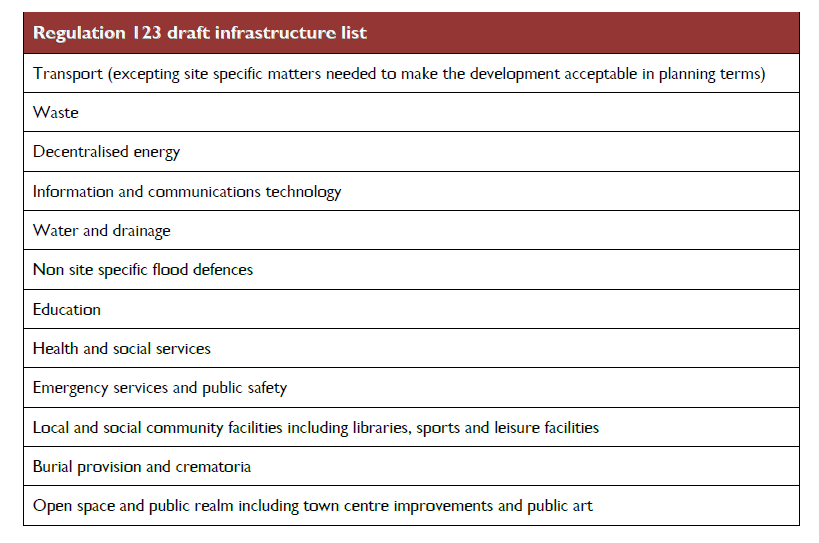 Regulation 123 draft infrastructure list
Transport (excepting site specific matters needed to make the development acceptable in planning terms)
Waste
Decentralised energy
Information and communications technology
Water and drainage
Non site specific flood defences
Education
Health and social services
Emergency services and public safety
Local and social community facilities including libraries, sports and leisure facilities
Burial provision and crematoria
Open space and public realm including town centre improvements and public art